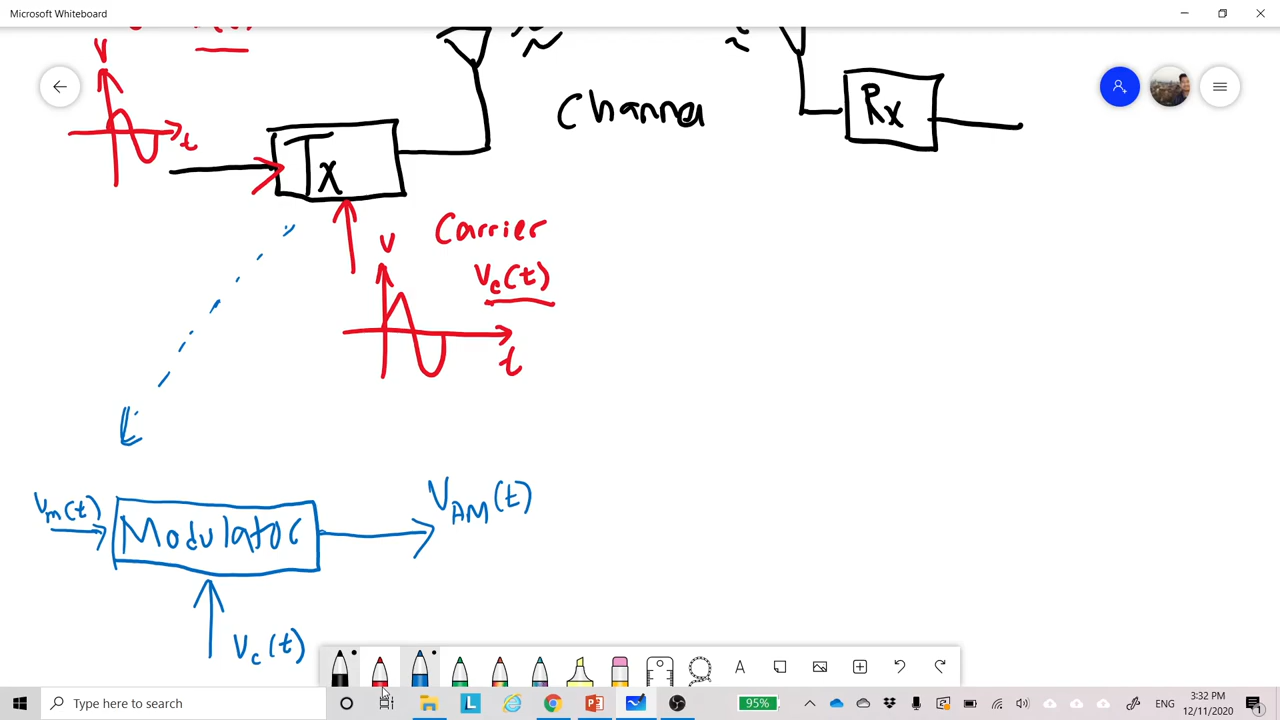 Microsoft Whiteboard
V
t
Tx
Channel
Rx
Carrier
Vc(t)
V
t
Vm(t)
Modulator
VAM(t)
Vc(t)
A
Type here to search
L
95%
ENG
3:32 PM
12/11/2020
1